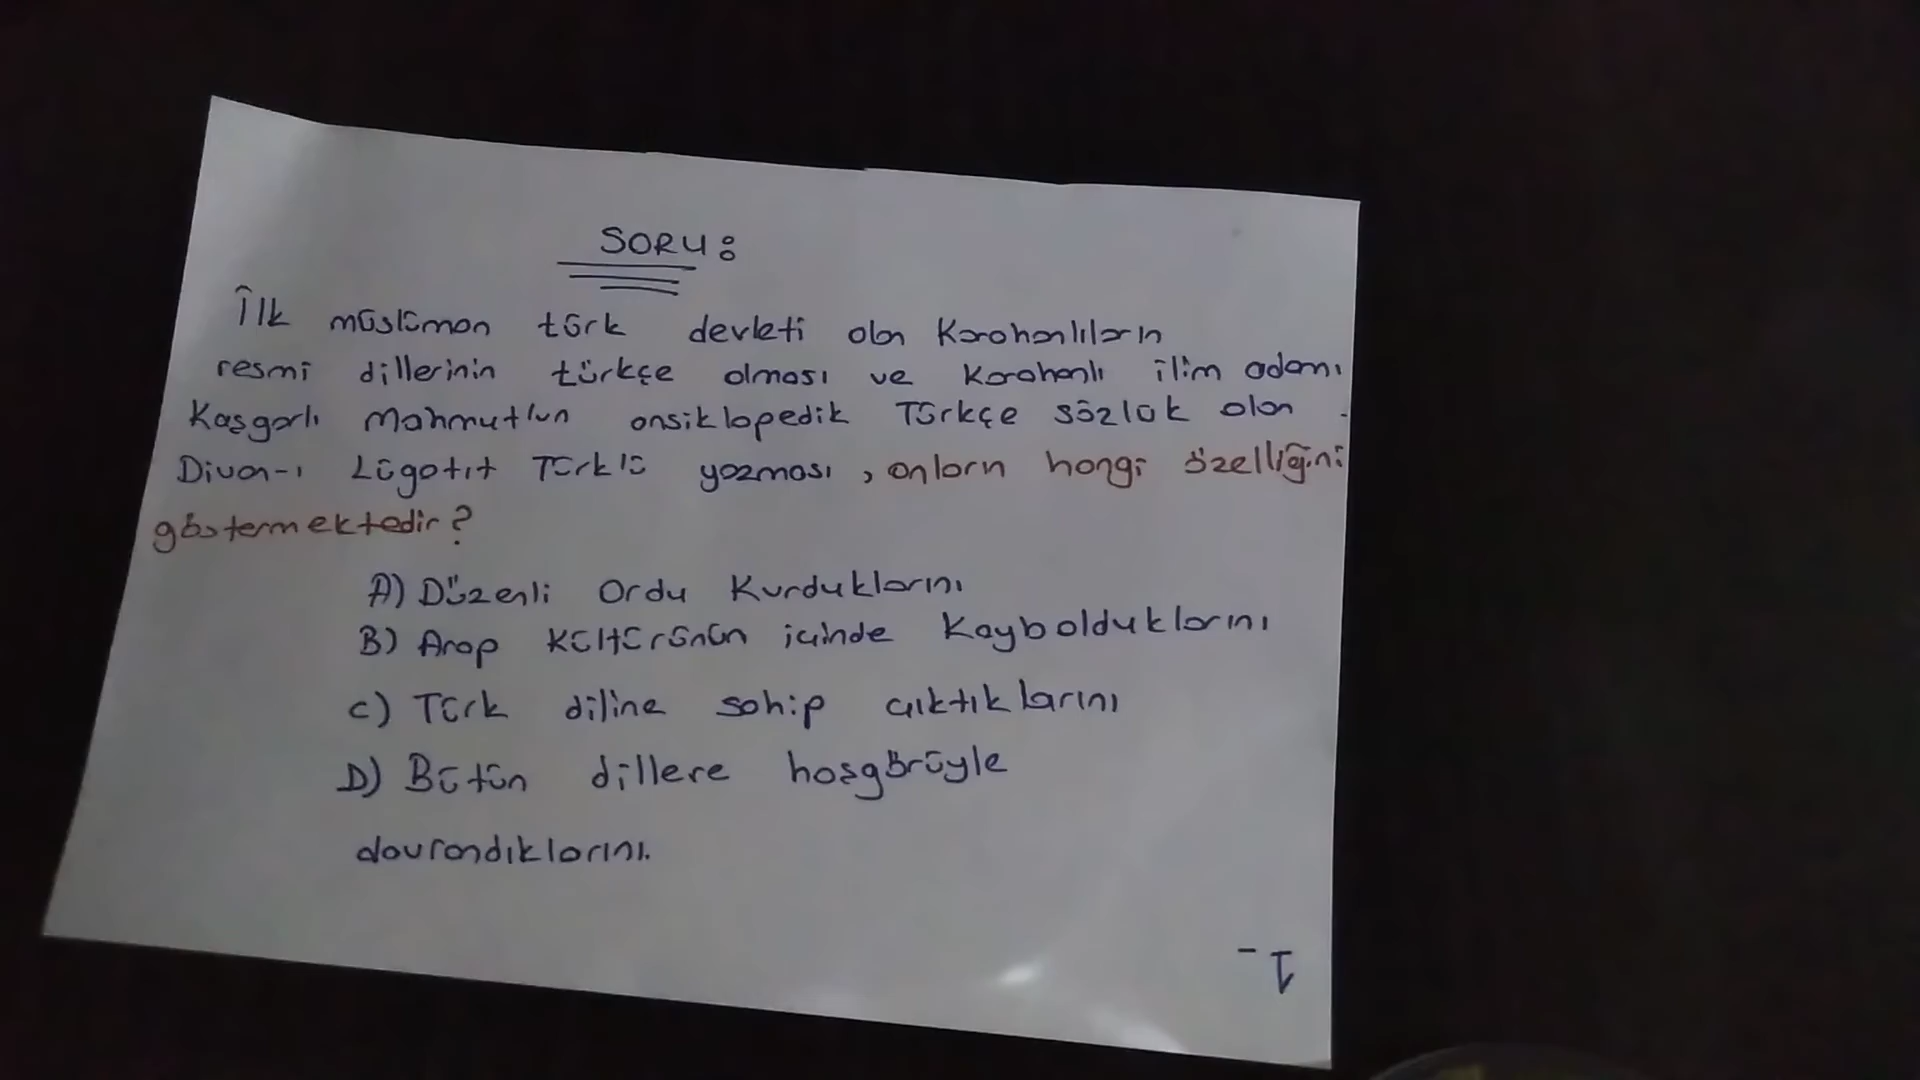 SORU:
İlk müslüman türk devleti olan Karahanlıların
resmi dillerinin türkçe olması ve Karahanlı ilim adamı
Kaşgarlı Mahmut'un ansiklopedik Türkçe sözlük olan
Divan-ı Lügatıt Türk'ü yazması, onların hangi özelliğini
göstermektedir?
A) Düzenli Ordu Kurduklarını
B) Arap Kültürünün içinde Kaybolduklarını
C) Türk diline sahip çıktıklarını
D) Bütün dillere hoşgörüyle
davrandıklarını.
-1